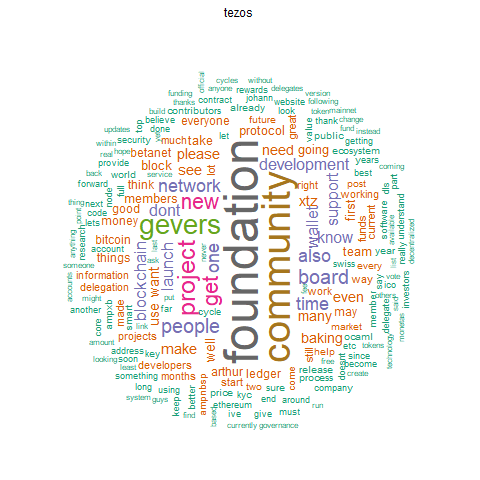 tezos
official
cycles without
funding anyone rewards delegates version
thanks contract johann website following
build contributors already look token mainnet
top believe everyone future thank change
updates done much take protocol great value public fund instead
within security let need going ecosystem
real provide block please development getting
hope betanet see lot years
back world service members think network right post best coming
forward full new xtz working
thing next node good dont support first current funds part
point code lets money gevers wallet software dls
research bitcoin blockchain launch project one foundation community also know team year really understand
anything account things never swiss
someone information use want get board way every say
accounts delegation ask time even member
might ampxb made put people many may investors
another smart link far cycle work market delegate ico
core projects make well still help ocaml
amount address key arthur ledger release etc since
looking soon developers start come process doesnt become
least something months price two sure free company create
system long using ampnbsp kyc end around must
guys keep better ethereum ive give run
find baked currently governance
baking
available vote technology tokens monetas decentralized